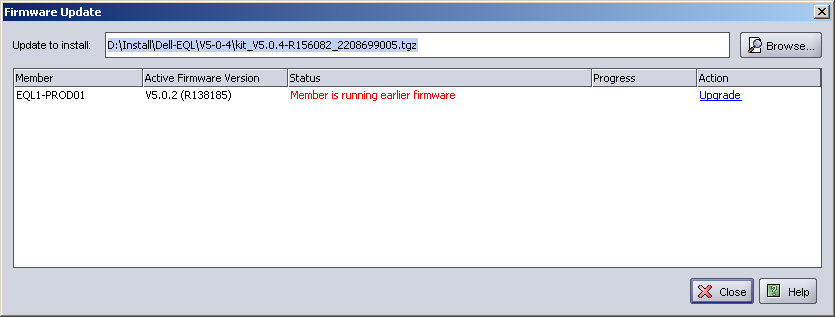 Firmware Update
Update to install: D:\Install\Dell-EQL\V5-0-4\kit_V5.0.4-R156082_2208699005.tgz Browse...
Member Active Firmware Version Status Progress Action
EQL1-PROD01 V5.0.2 (R138185) Member is running earlier firmware Upgrade
Close Help